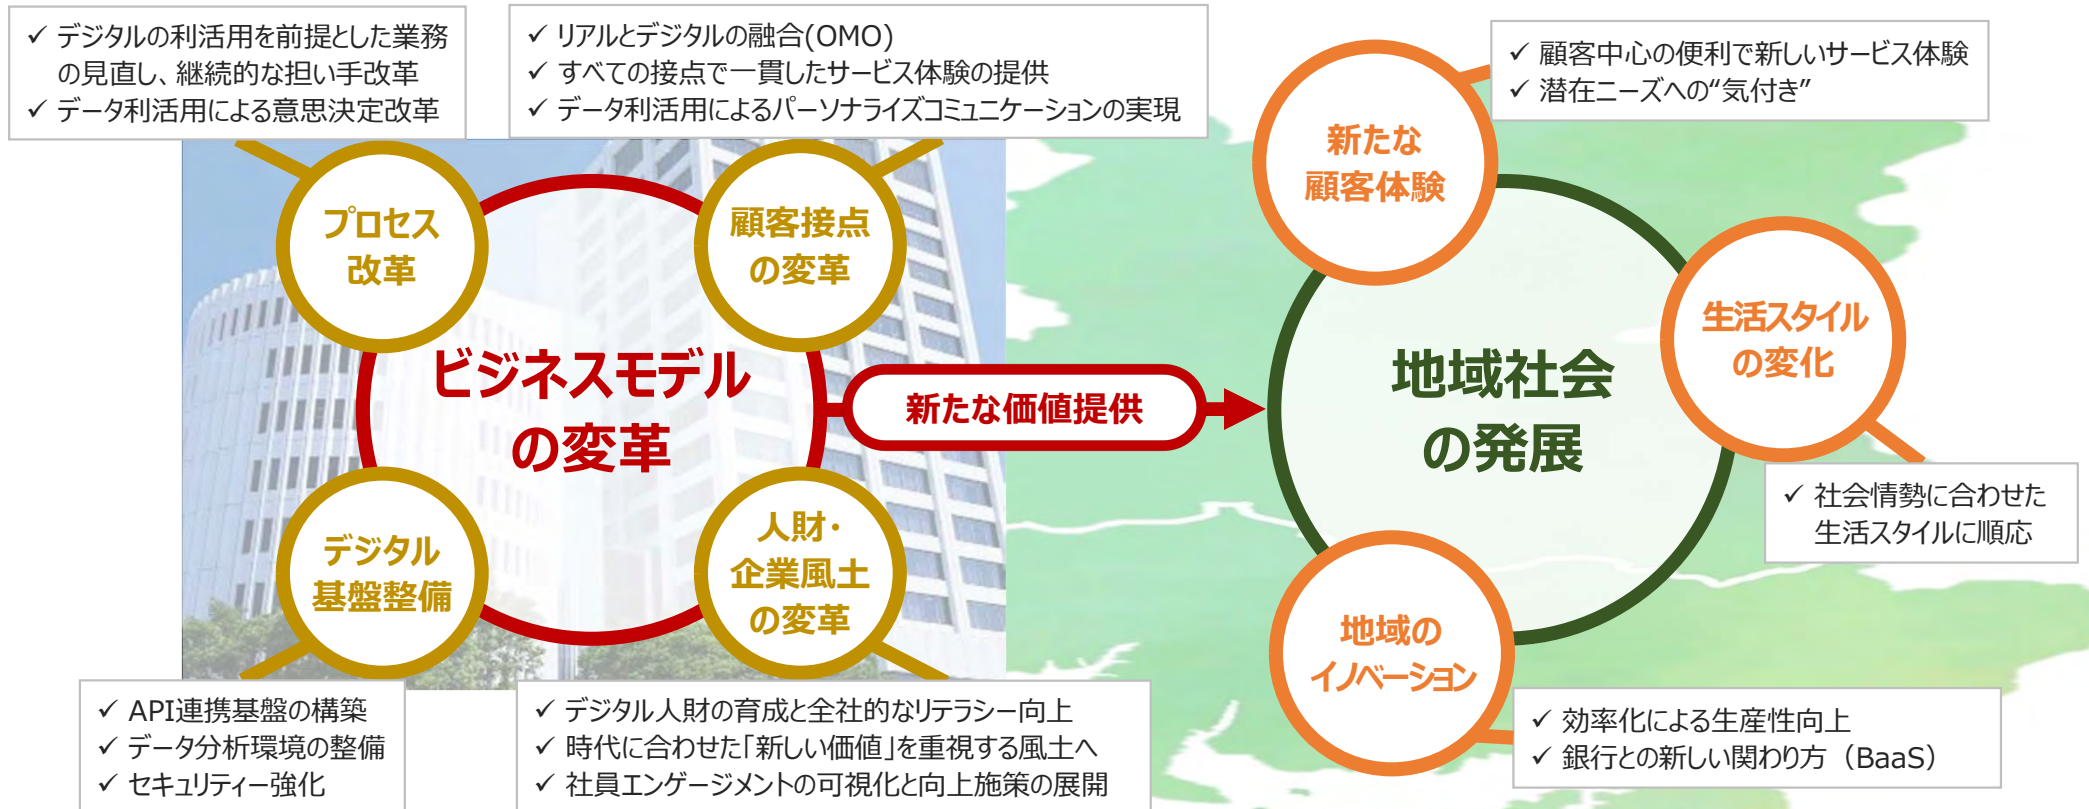 ✓ デジタルの利活用を前提とした業務
の見直し、継続的な担い手改革
✓ データ利活用による意思決定改革
✓ リアルとデジタルの融合(OMO)
✓ すべての接点で一貫したサービス体験の提供
✓ データ利活用によるパーソナライズコミュニケーションの実現
✓ 顧客中心の便利で新しいサービス体験
✓ 潜在ニーズへの“気付き”
プロセス
改革
顧客接点
の変革
ビジネスモデル
の変革
デジタル
基盤整備
人財・
企業風土
の変革
新たな価値提供
新たな
顧客体験
生活スタイル
の変化
地域社会
の発展
✓ 社会情勢に合わせた
生活スタイルに順応
地域の
イノベーション
✓ API連携基盤の構築
✓ データ分析環境の整備
✓ セキュリティー強化
✓ デジタル人財の育成と全社的なリテラシー向上
✓ 時代に合わせた「新しい価値」を重視する風土へ
✓ 社員エンゲージメントの可視化と向上施策の展開
✓ 効率化による生産性向上
✓ 銀行との新しい関わり方（BaaS）